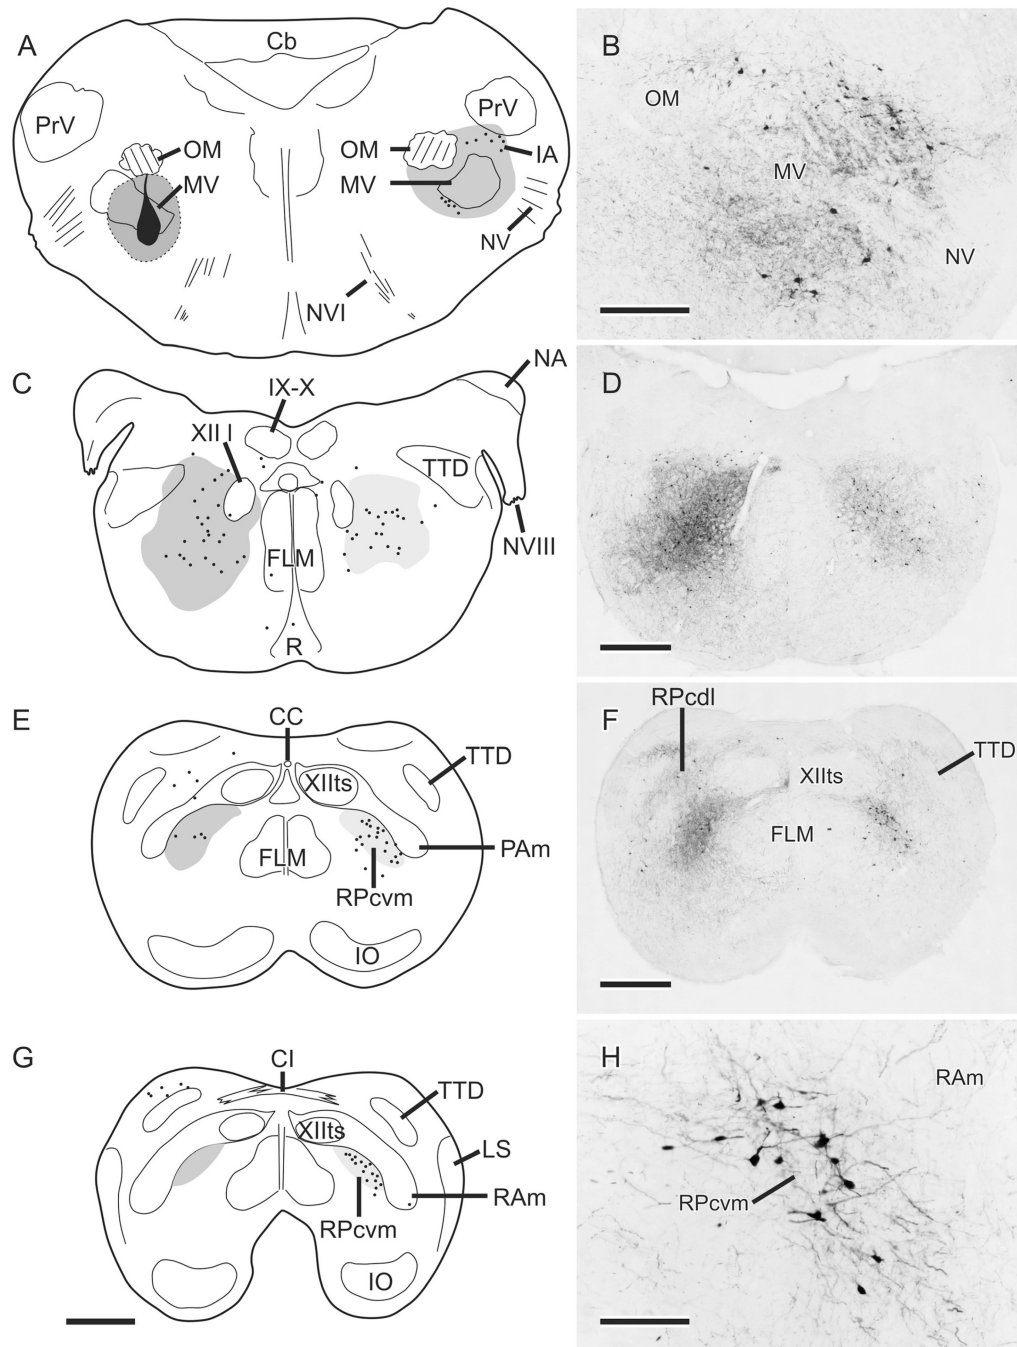 A
Cb
PrV
PrV
OM
OM
IA
MV
MV
NV
NVI
B
OM
MV
NV
C
NA
IX-X
XII I
TTD
NVIII
FLM
R
D
E
CC
TTD
XIIts
PAm
FLM
RPcvm
IO
F
RPcdl
TTD
XIIts
FLM
G
CI
TTD
XIIts
LS
RAm
RPcvm
IO
H
RAm
RPcvm